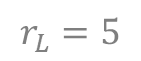 r_L = 5